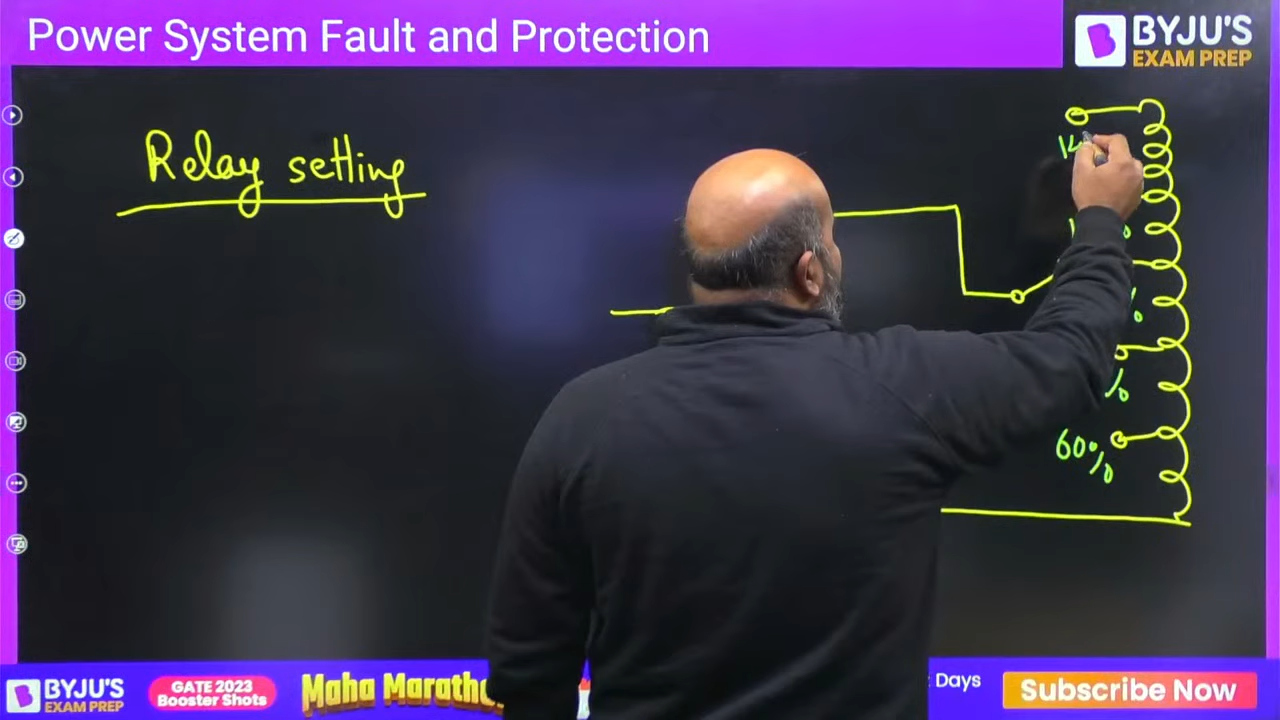 Power System Fault and Protection
BYJU'S
EXAM PREP
Relay setting
60%
BYJU'S
EXAM PREP
GATE 2023
Booster Shots
Maha
Days
Subscribe Now